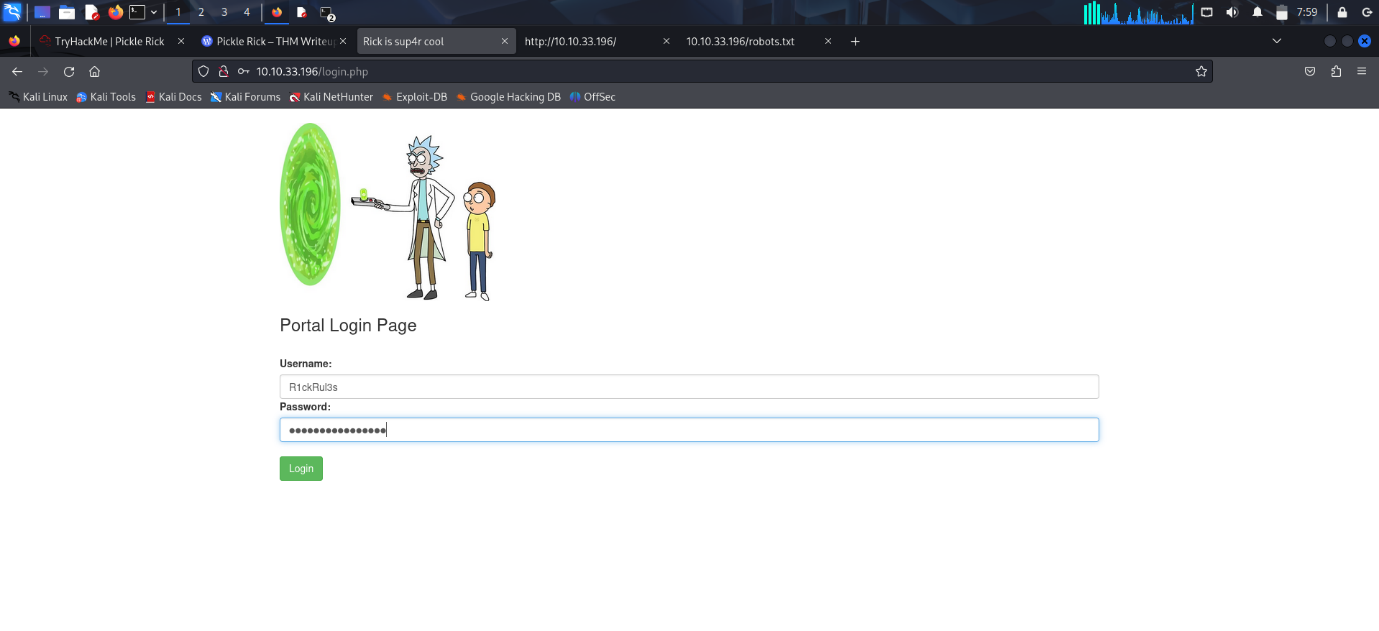 1 2 3 4 2 7:59
TryHackMe | Pickle Rick Pickle Rick – THM Writeup Rick is sup4r cool http://10.10.33.196/ 10.10.33.196/robots.txt
10.10.33.196/login.php
Kali Linux Kali Tools Kali Docs Kali Forums Kali NetHunter Exploit-DB Google Hacking DB OffSec
Portal Login Page
Username:
R1ckRul3s
Password:
••••••••••••••••
Login